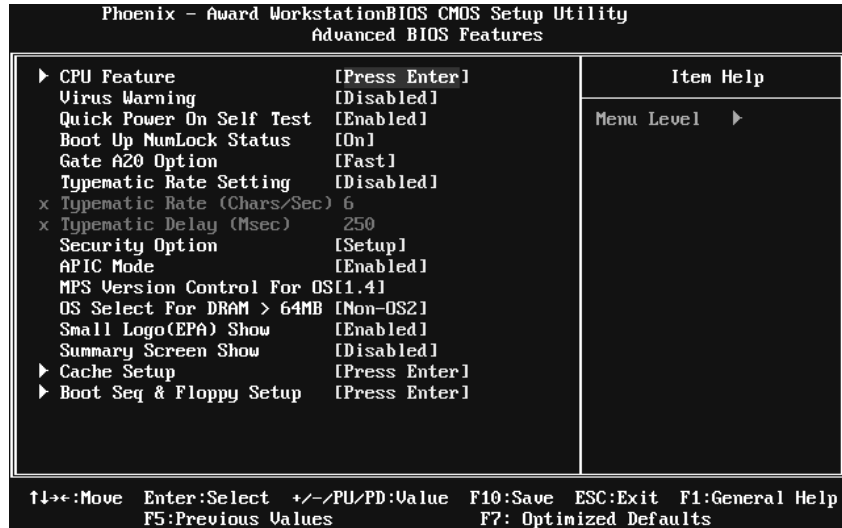 Phoenix - Award WorkstationBIOS CMOS Setup Utility
Advanced BIOS Features
▶ CPU Feature [Press Enter]
Virus Warning [Disabled]
Quick Power On Self Test [Enabled]
Boot Up NumLock Status [On]
Gate A20 Option [Fast]
Typematic Rate Setting [Disabled]
x Typematic Rate (Chars/Sec) 6
x Typematic Delay (Msec) 250
Security Option [Setup]
APIC Mode [Enabled]
MPS Version Control For OS[1.4]
OS Select For DRAM > 64MB [Non-OS2]
Small Logo(EPA) Show [Enabled]
Summary Screen Show [Disabled]
▶ Cache Setup [Press Enter]
▶ Boot Seq & Floppy Setup [Press Enter]
Item Help
Menu Level ▶
↑↓→←:Move Enter:Select +/-/PU/PD:Value F10:Save ESC:Exit F1:General Help
F5:Previous Values F7: Optimized Defaults